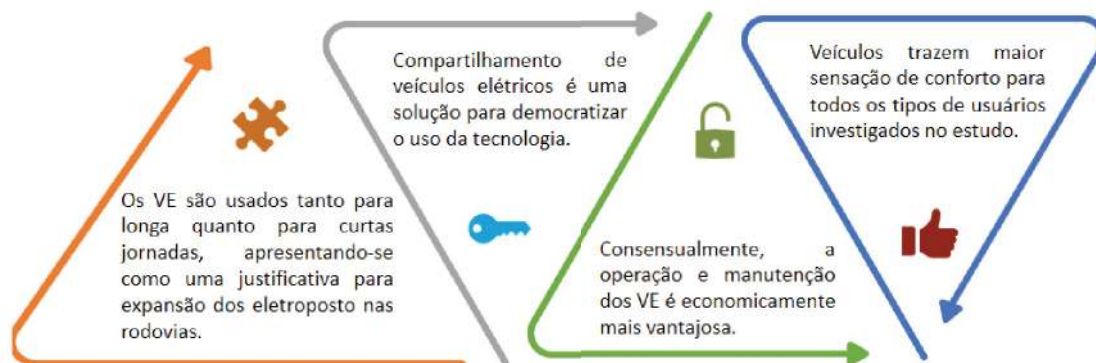 Os VE são usados tanto para
longa quanto para curtas
jornadas, apresentando-se
como uma justificativa para
expansão dos eletroposto nas
rodovias.
Compartilhamento de
veículos elétricos é uma
solução para democratizar
o uso da tecnologia.
Consensualmente, a
operação e manutenção
dos VE é economicamente
mais vantajosa.
Veículos trazem maior
sensação de conforto para
todos os tipos de usuários
investigados no estudo.